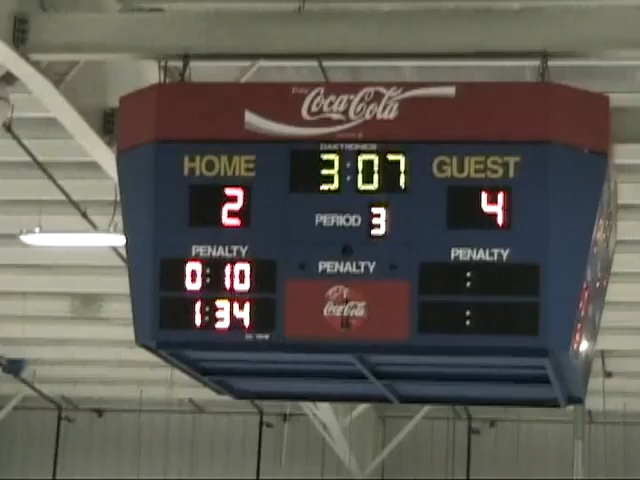 Coca-Cola
DAKTRONICS
HOME 3:07 GUEST
2 PERIOD 3 4
PENALTY PENALTY PENALTY
0:10 :
1:34 Coca-Cola :